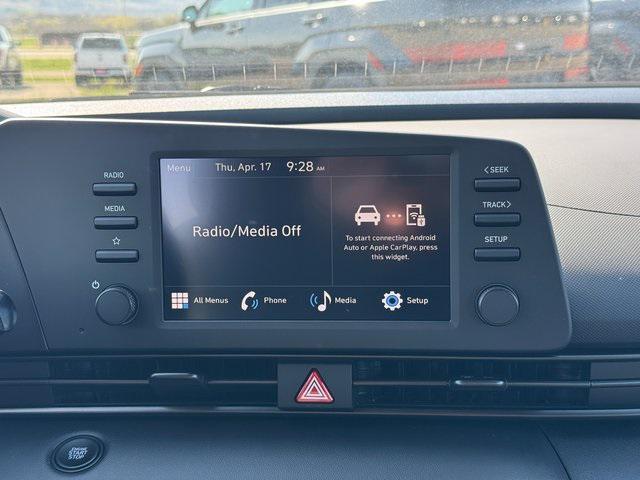 RADIO
MEDIA
Menu
Thu, Apr. 17
9:28 AM
Radio/Media Off
To start connecting Android
Auto or Apple CarPlay, press
this widget.
All Menus
Phone
Media
Setup
<SEEK
TRACK>
SETUP
ENGINE
START
STOP